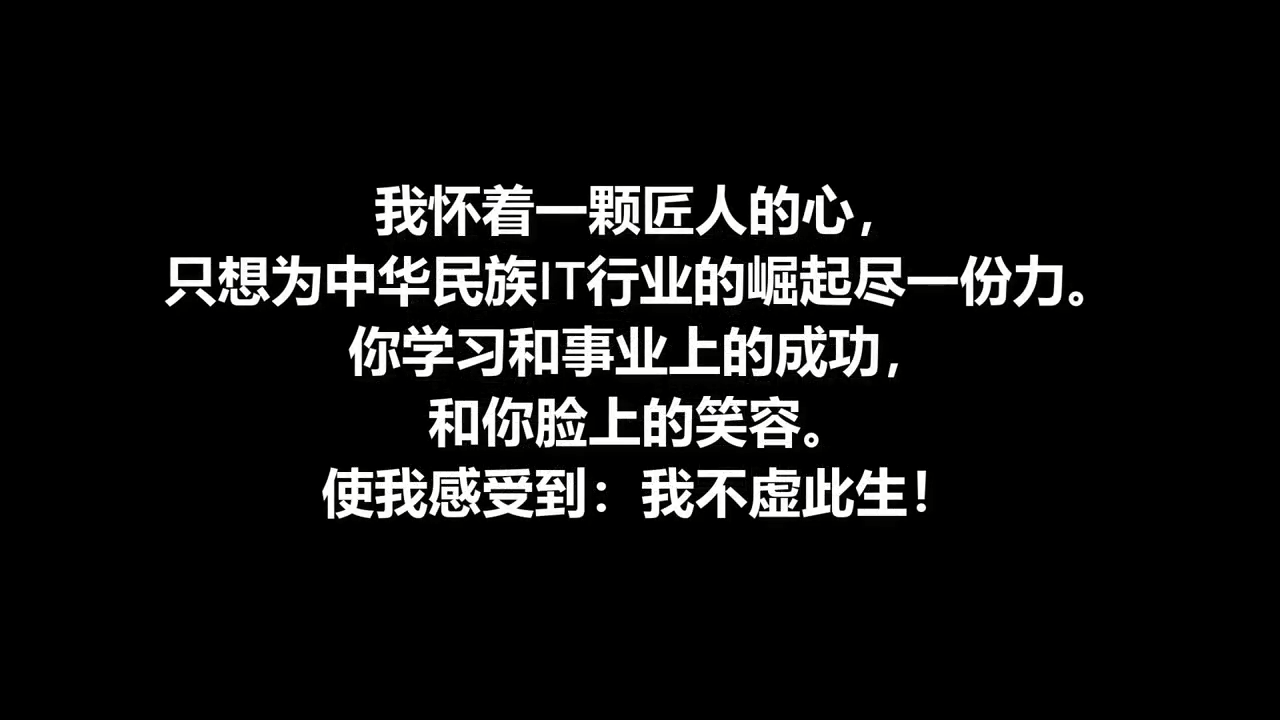 我怀着一颗匠人的心，
只想为中华民族IT行业的崛起尽一份力。
你学习和事业上的成功，
和你脸上的笑容。
使我感受到：我不虚此生！